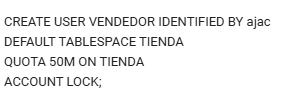 CREATE USER VENDEDOR IDENTIFIED BY ajac
DEFAULT TABLESPACE TIENDA
QUOTA 50M ON TIENDA
ACCOUNT LOCK;